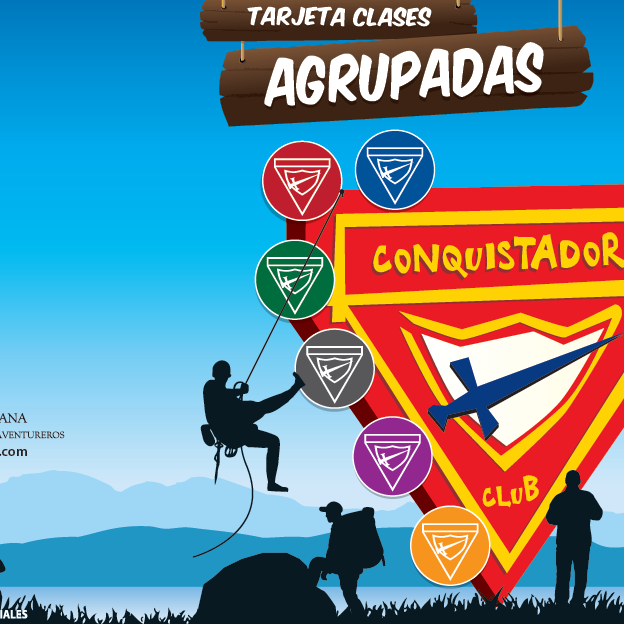 TARJETA CLASES
AGRUPADAS
CONQUISTADOR
CLUB
ANA
AVENTUREROS
.com
IALES